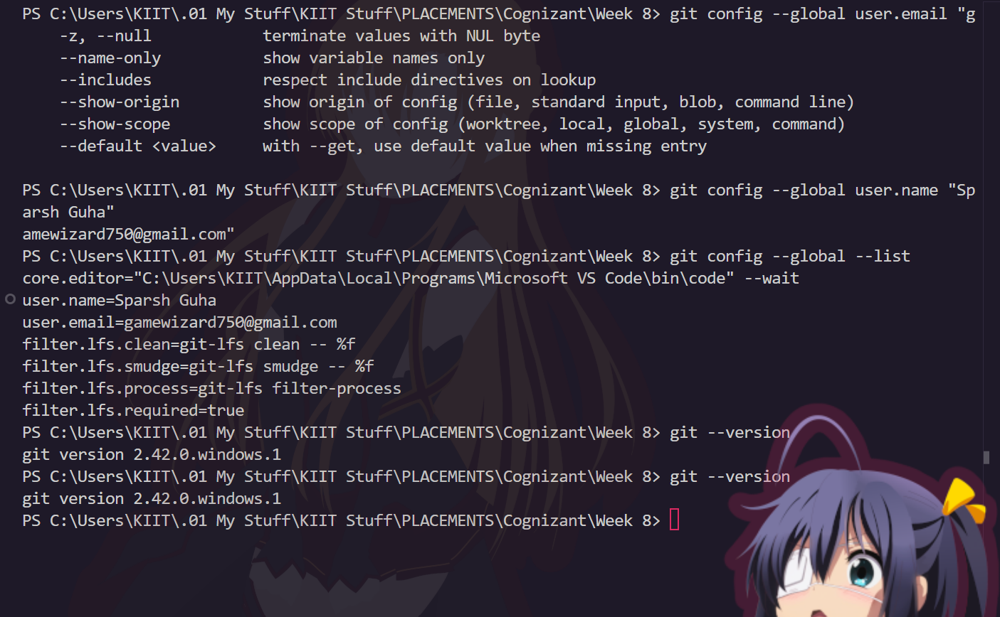 PS C:\Users\KIIT\.01 My Stuff\KIIT Stuff\PLACEMENTS\Cognizant\Week 8> git config --global user.email "g
    -z, --null            terminate values with NUL byte
    --name-only           show variable names only
    --includes            respect include directives on lookup
    --show-origin         show origin of config (file, standard input, blob, command line)
    --show-scope          show scope of config (worktree, local, global, system, command)
    --default <value>     with --get, use default value when missing entry

PS C:\Users\KIIT\.01 My Stuff\KIIT Stuff\PLACEMENTS\Cognizant\Week 8> git config --global user.name "Sp
arsh Guha"
amewizard750@gmail.com"
PS C:\Users\KIIT\.01 My Stuff\KIIT Stuff\PLACEMENTS\Cognizant\Week 8> git config --global --list
core.editor="C:\Users\KIIT\AppData\Local\Programs\Microsoft VS Code\bin\code" --wait
user.name=Sparsh Guha
user.email=gamewizard750@gmail.com
filter.lfs.clean=git-lfs clean -- %f
filter.lfs.smudge=git-lfs smudge -- %f
filter.lfs.process=git-lfs filter-process
filter.lfs.required=true
PS C:\Users\KIIT\.01 My Stuff\KIIT Stuff\PLACEMENTS\Cognizant\Week 8> git --version
git version 2.42.0.windows.1
PS C:\Users\KIIT\.01 My Stuff\KIIT Stuff\PLACEMENTS\Cognizant\Week 8> git --version
git version 2.42.0.windows.1
PS C:\Users\KIIT\.01 My Stuff\KIIT Stuff\PLACEMENTS\Cognizant\Week 8>